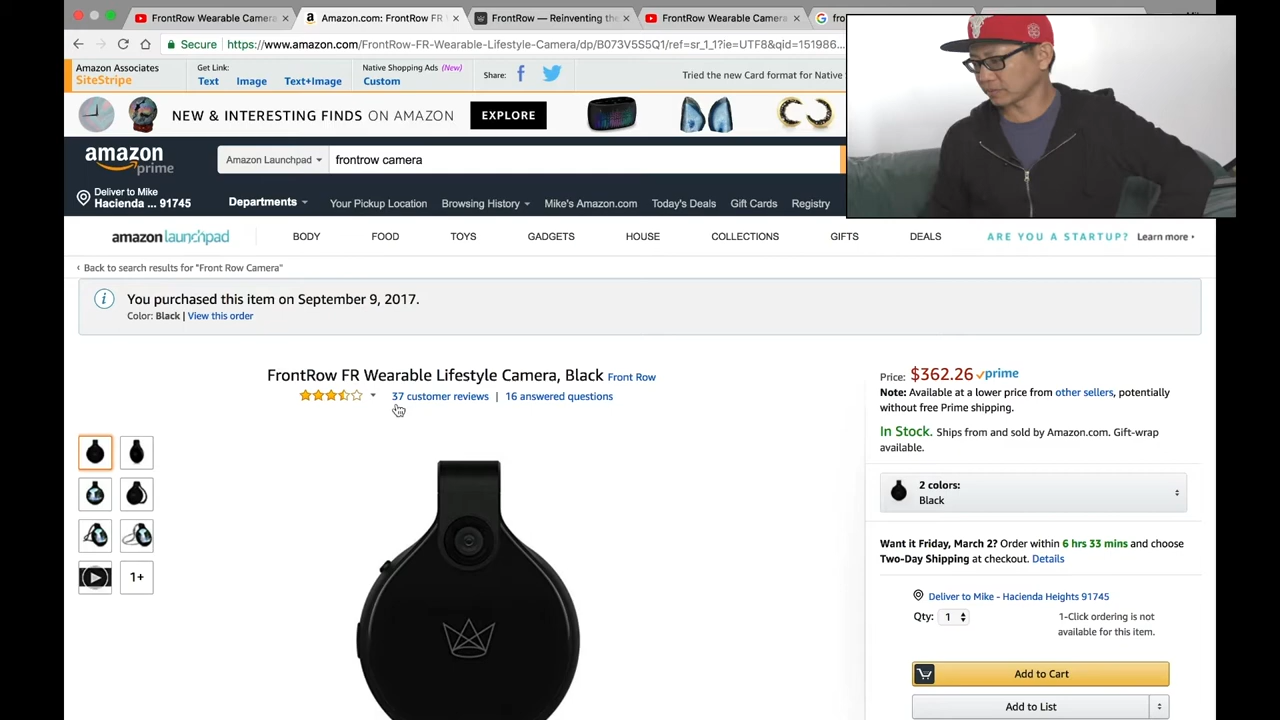 FrontRow Wearable Camera
Amazon.com: FrontRow FR
FrontRow — Reinventing the
FrontRow Wearable Camera
Secure
https://www.amazon.com/FrontRow-FR-Wearable-Lifestyle-Camera/dp/B073V5S5Q1/ref=sr_1_1?ie=UTF8&qid=151986...
Amazon Associates
SiteStripe
Get Link:
Text Image Text+Image
Native Shopping Ads (New)
Custom
Share:
Tried the new Card format for Native
NEW & INTERESTING FINDS ON AMAZON
EXPLORE
amazon
prime
Amazon Launchpad
frontrow camera
Deliver to Mike
Hacienda ... 91745
Departments
Your Pickup Location
Browsing History
Mike's Amazon.com
Today's Deals
Gift Cards
Registry
amazon launchpad
BODY
FOOD
TOYS
GADGETS
HOUSE
COLLECTIONS
GIFTS
DEALS
ARE YOU A STARTUP? Learn more ›
‹ Back to search results for "Front Row Camera"
You purchased this item on September 9, 2017.
Color: Black | View this order
FrontRow FR Wearable Lifestyle Camera, Black Front Row
37 customer reviews | 16 answered questions
1+
Price: $362.26 prime
Note: Available at a lower price from other sellers, potentially
without free Prime shipping.
In Stock. Ships from and sold by Amazon.com. Gift-wrap
available.
2 colors:
Black
Want it Friday, March 2? Order within 6 hrs 33 mins and choose
Two-Day Shipping at checkout. Details
Deliver to Mike - Hacienda Heights 91745
Qty: 1
1-Click ordering is not
available for this item.
Add to Cart
Add to List